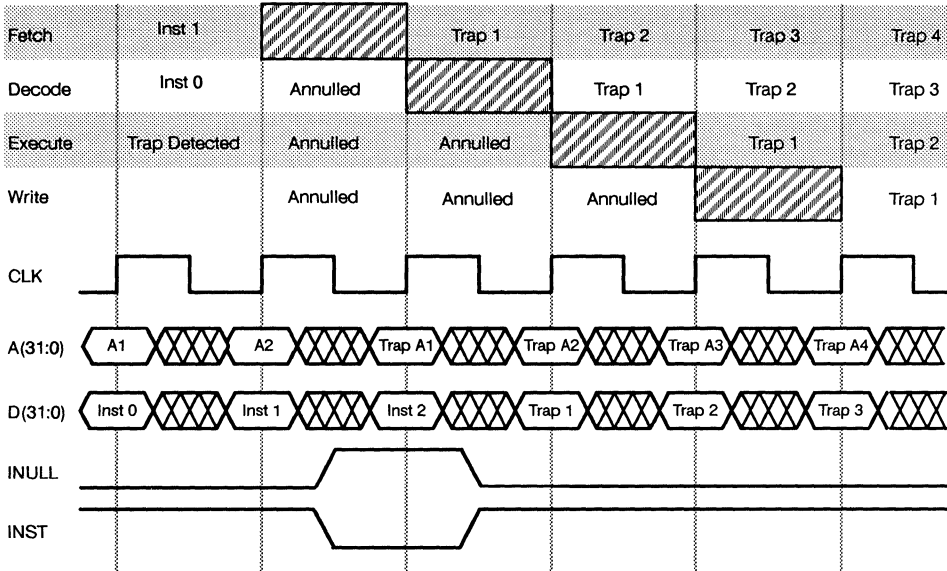 Fetch Inst 1 Trap 1 Trap 2 Trap 3 Trap 4
Decode Inst 0 Annulled Trap 1 Trap 2 Trap 3
Execute Trap Detected Annulled Annulled Trap 1 Trap 2
Write Annulled Annulled Annulled Trap 1
CLK
A(31:0) A1 A2 Trap A1 Trap A2 Trap A3 Trap A4
D(31:0) Inst 0 Inst 1 Inst 2 Trap 1 Trap 2 Trap 3
INULL
INST